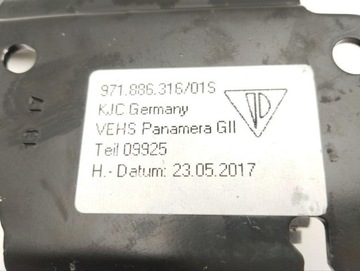 971.886.316/01S
KJC Germany
VEHS Panamera GII
Teil 09925
H.- Datum: 23.05.2017